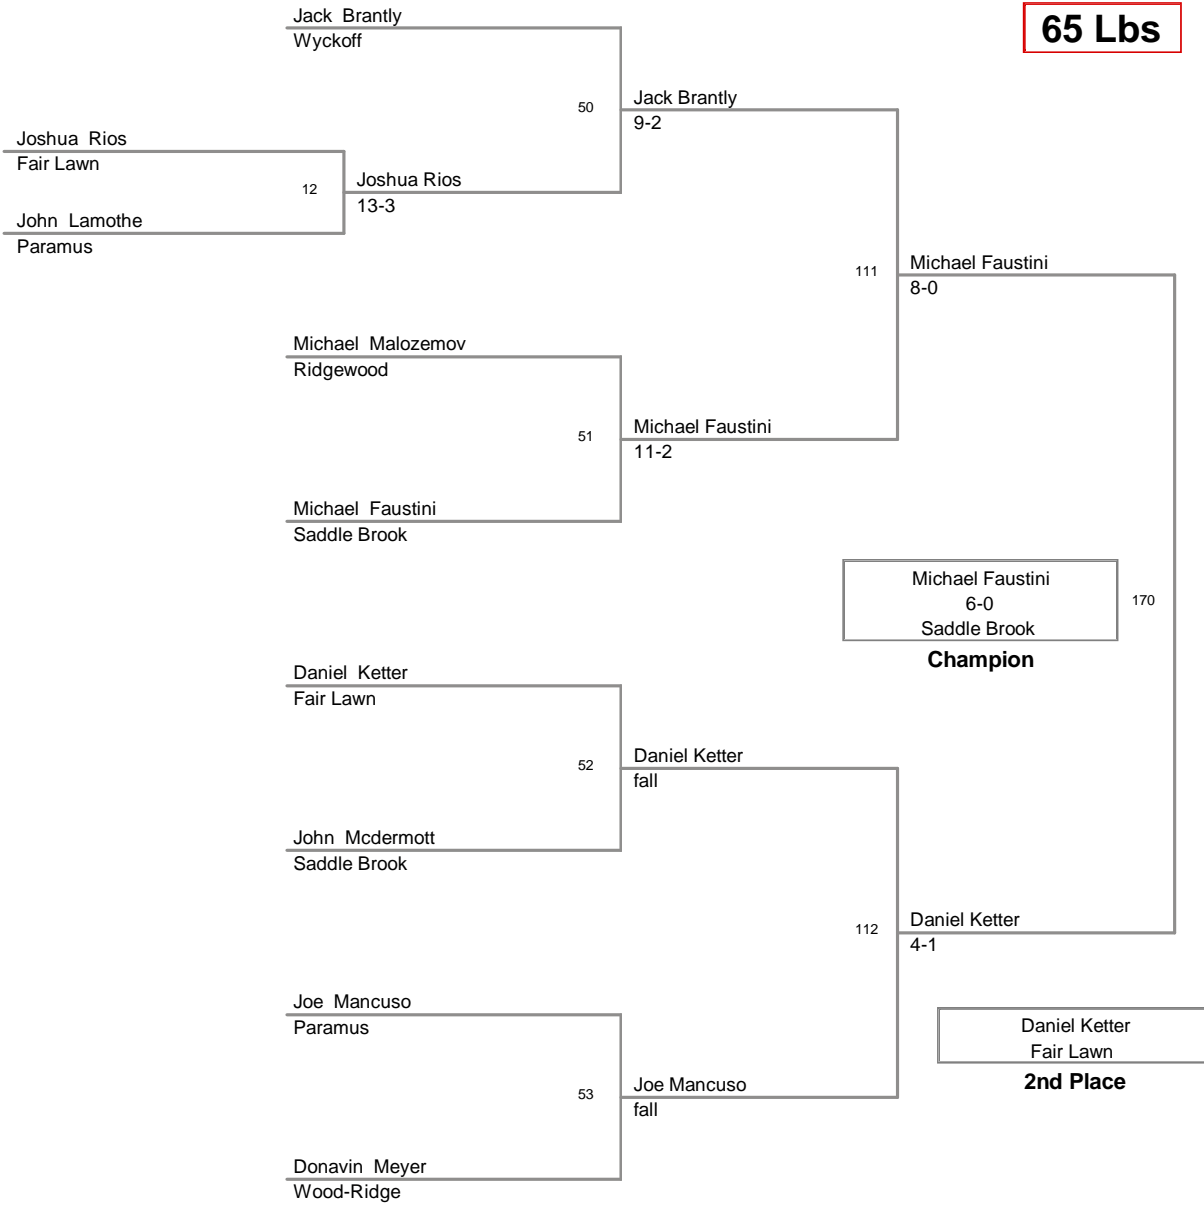 Jack Brantly
Wyckoff
65 Lbs
50
Jack Brantly
9-2
Joshua Rios
Fair Lawn
12
Joshua Rios
13-3
John Lamothe
Paramus
111
Michael Faustini
8-0
Michael Malozemov
Ridgewood
51
Michael Faustini
11-2
Michael Faustini
Saddle Brook
Michael Faustini
6-0
Saddle Brook
Champion
170
Daniel Ketter
Fair Lawn
52
Daniel Ketter
fall
John Mcdermott
Saddle Brook
112
Daniel Ketter
4-1
Joe Mancuso
Paramus
Daniel Ketter
Fair Lawn
2nd Place
53
Joe Mancuso
fall
Donavin Meyer
Wood-Ridge